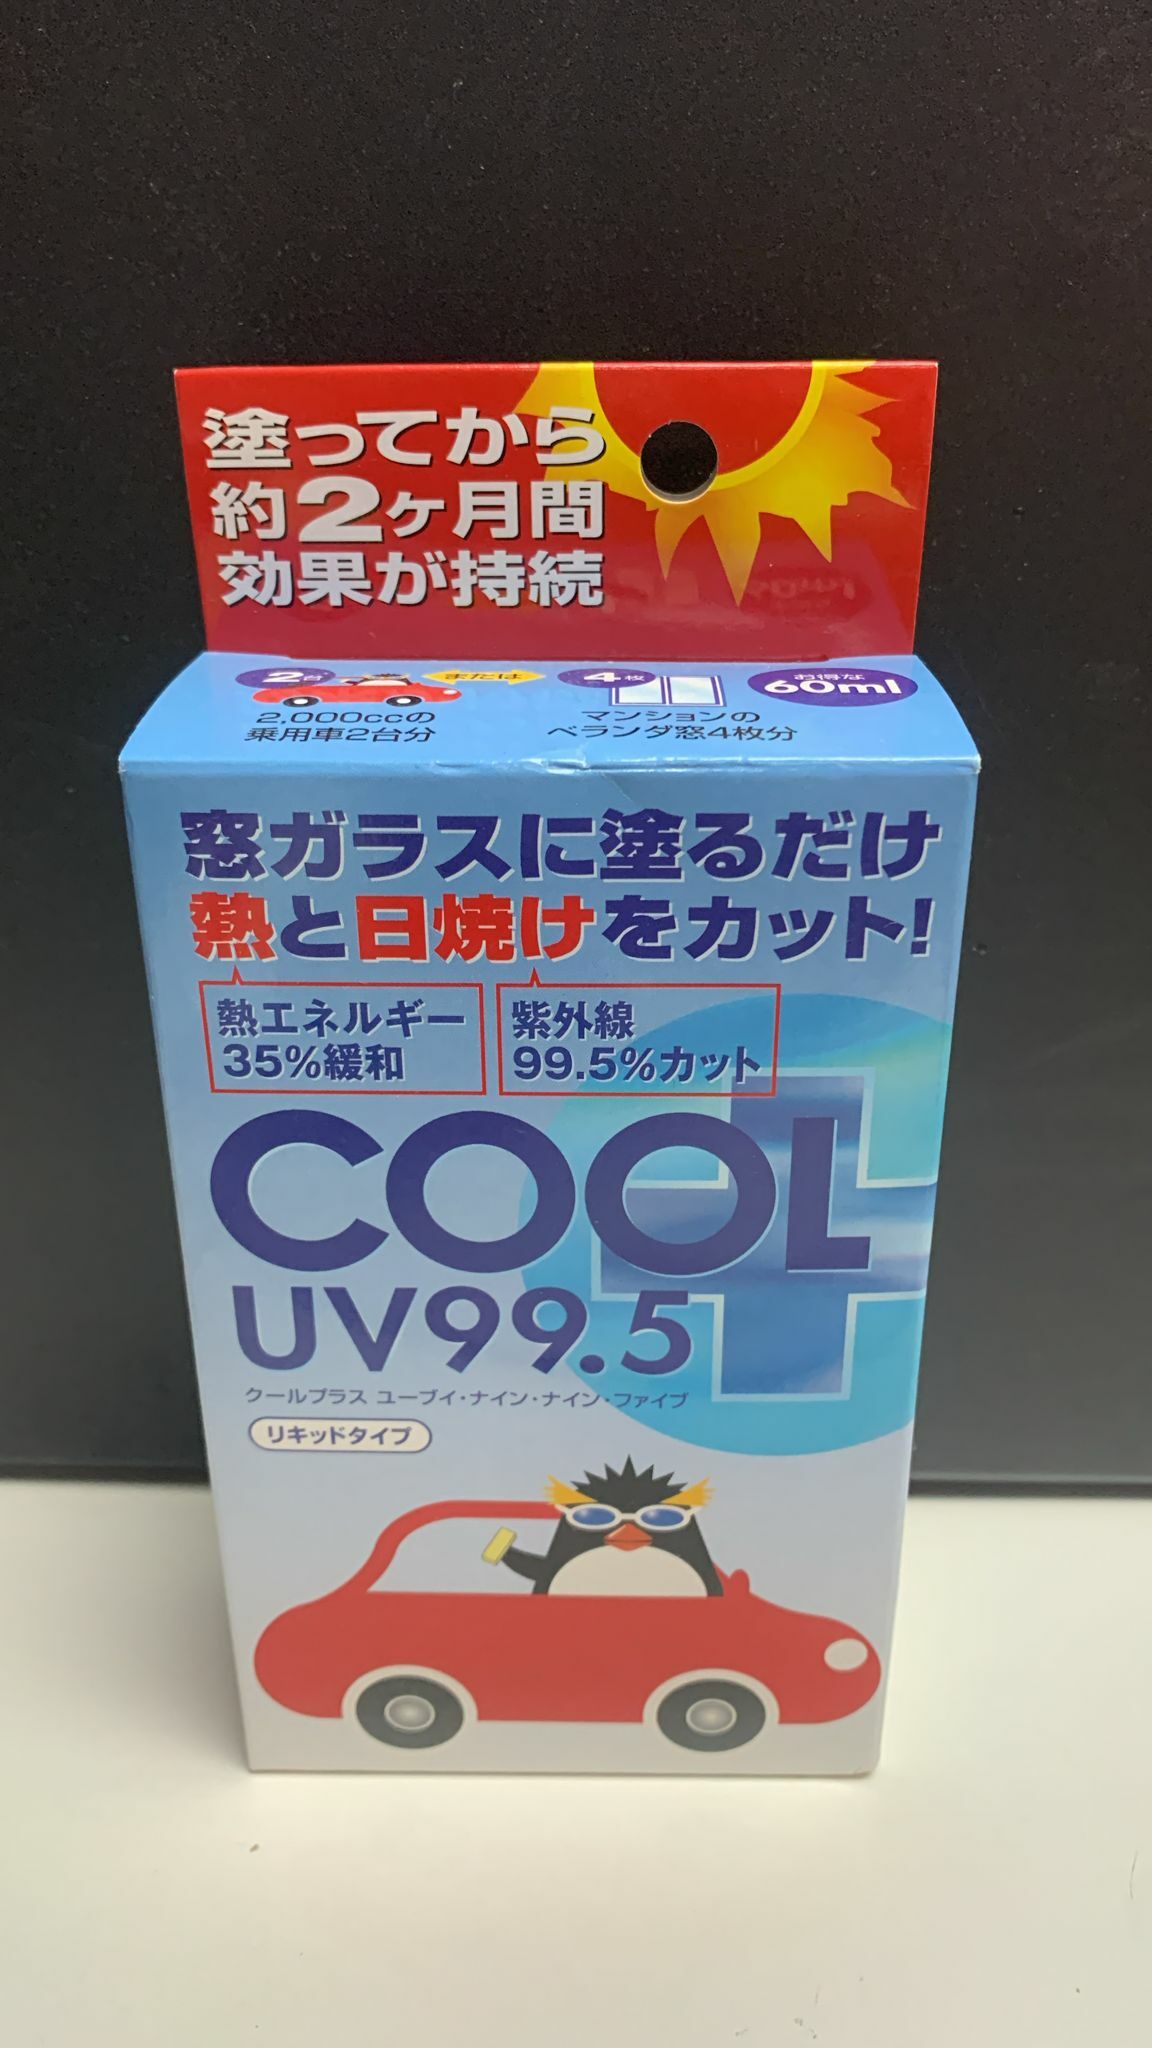 塗ってから
約2ヶ月間
効果が持続
2台 または 4枚 お得な
60ml
2,000ccの
乗用車2台分
マンションの
ベランダ窓4枚分
窓ガラスに塗るだけ
熱と日焼けをカット!
熱エネルギー
35%緩和
紫外線
99.5%カット
COOL
UV99.5
クールプラス ユーブイ・ナイン・ナイン・ファイブ
リキッドタイプ